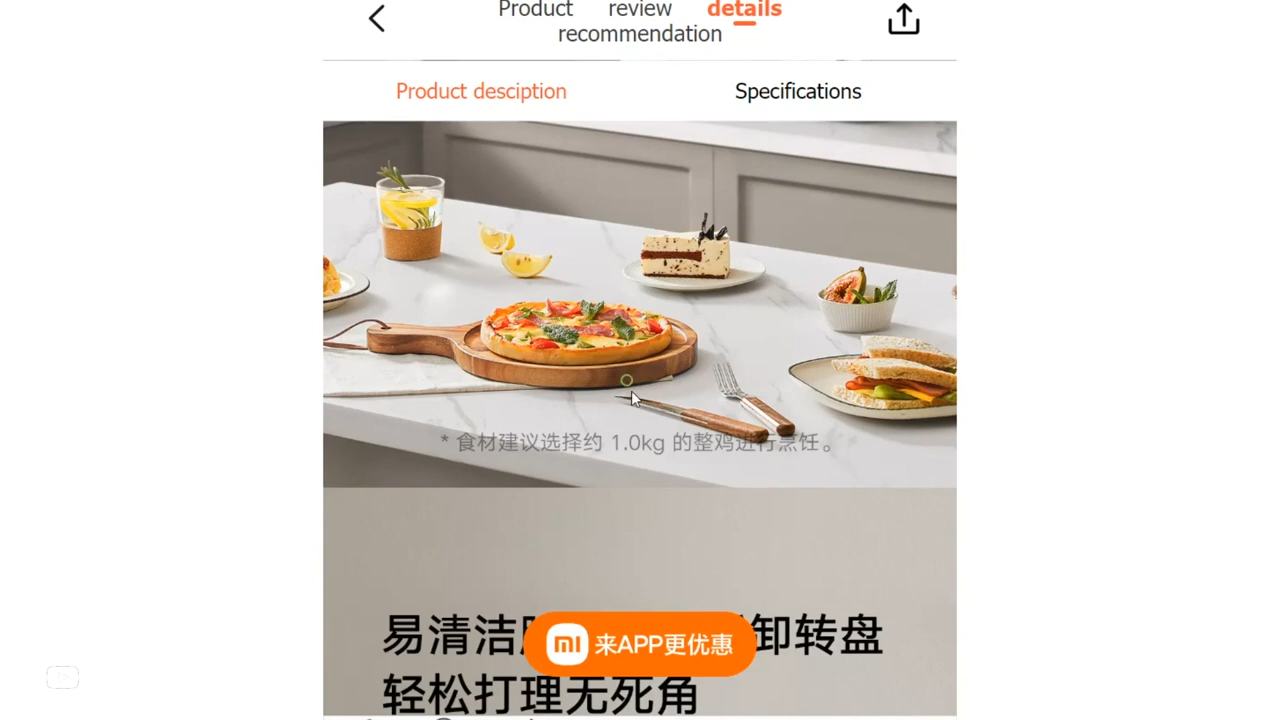 Product review details
recommendation
Product desciption Specifications
* 食材建议选择约 1.0kg 的整鸡进行烹饪。
易清洁 卸转盘
mi 来APP更优惠
轻松打理无死角